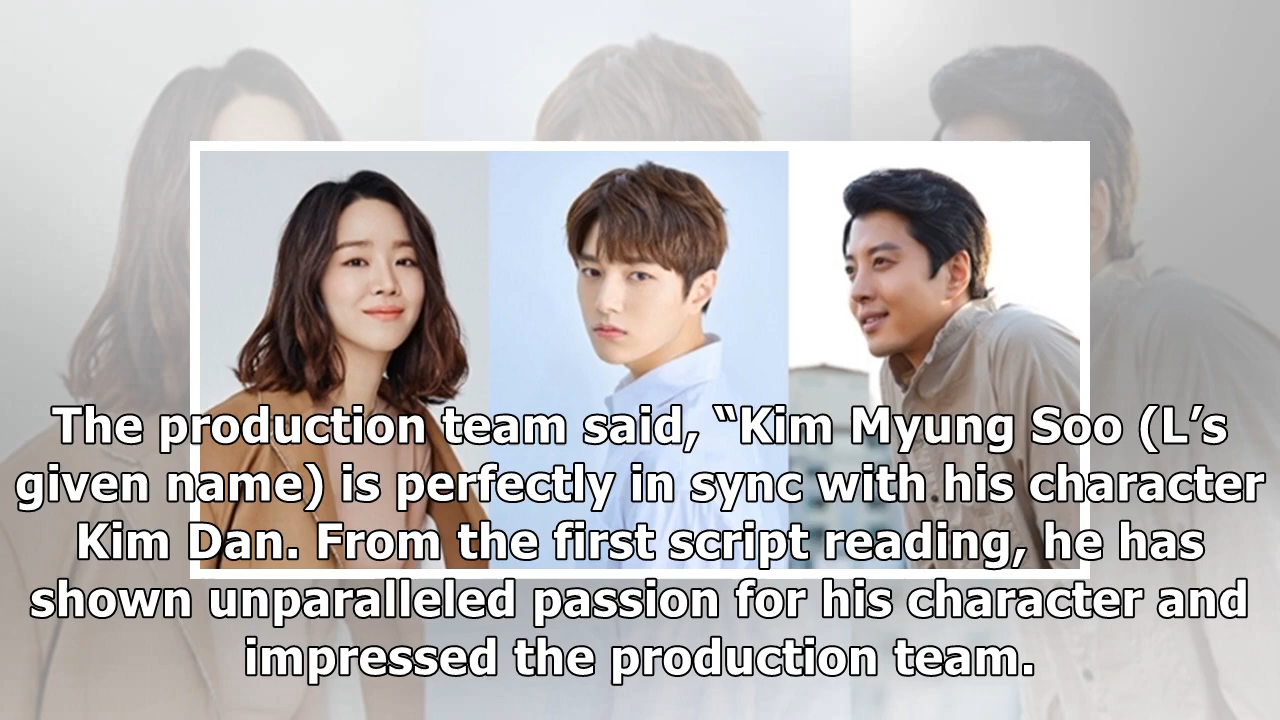 The production team said, “Kim Myung Soo (L’s
given name) is perfectly in sync with his character
Kim Dan. From the first script reading, he has
shown unparalleled passion for his character and
impressed the production team.